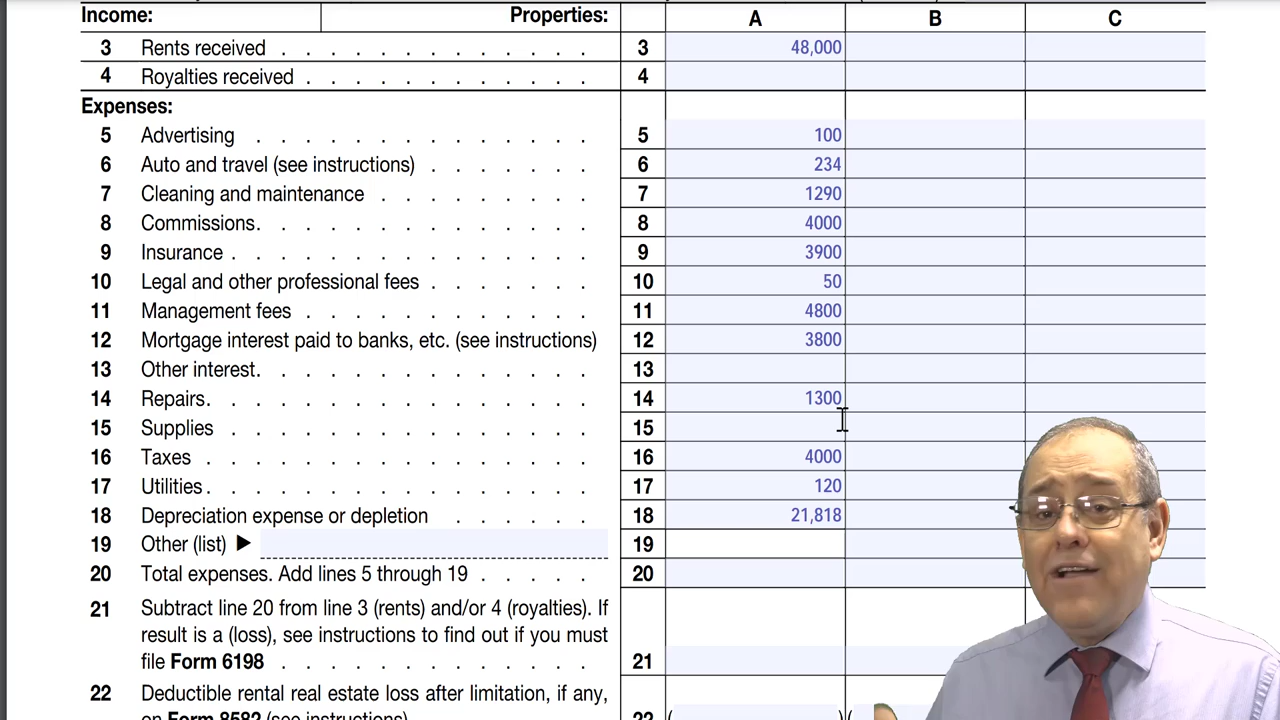 Income: Properties: A B C
3 Rents received . . . . . . . . . . . . . 3 48,000
4 Royalties received . . . . . . . . . . . . 4
Expenses:
5 Advertising . . . . . . . . . . . . 5 100
6 Auto and travel (see instructions) . . . . . . . 6 234
7 Cleaning and maintenance . . . . . . . . . 7 1290
8 Commissions. . . . . . . . . . . . . . 8 4000
9 Insurance . . . . . . . . . . . . . . 9 3900
10 Legal and other professional fees . . . . . . . 10 50
11 Management fees . . . . . . . . . . . . 11 4800
12 Mortgage interest paid to banks, etc. (see instructions) 12 3800
13 Other interest. . . . . . . . . . . . . . 13
14 Repairs. . . . . . . . . . . . . . . . 14 1300
15 Supplies . . . . . . . . . . . . . . 15
16 Taxes . . . . . . . . . . . . . . . 16 4000
17 Utilities. . . . . . . . . . . . . . . . 17 120
18 Depreciation expense or depletion . . . . . . 18 21,818
19 Other (list) ▶ 19
20 Total expenses. Add lines 5 through 19 . . . . . 20
21 Subtract line 20 from line 3 (rents) and/or 4 (royalties). If
result is a (loss), see instructions to find out if you must
file Form 6198 . . . . . . . . . . . . . 21
22 Deductible rental real estate loss after limitation, if any,
on Form 8582 (see instructions) 22 ( ) (